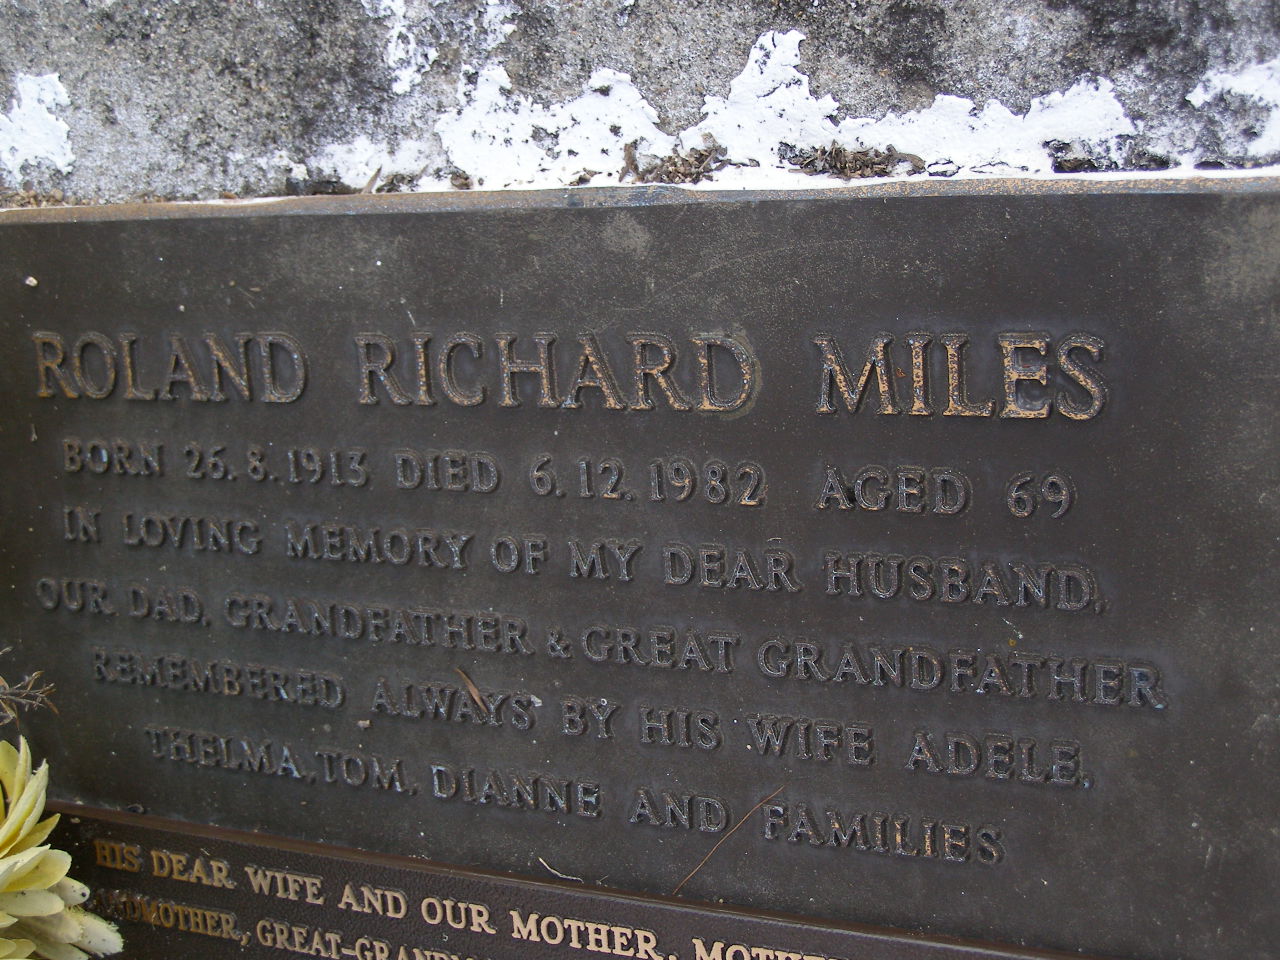 ROLAND RICHARD MILES
BORN 26.8.1913 DIED 6.12.1982 AGED 69
IN LOVING MEMORY OF MY DEAR HUSBAND,
OUR DAD, GRANDFATHER & GREAT GRANDFATHER
REMEMBERED ALWAYS BY HIS WIFE ADELE,
THELMA, TOM, DIANNE AND FAMILIES
HIS DEAR WIFE AND OUR MOTHER,
GREAT-